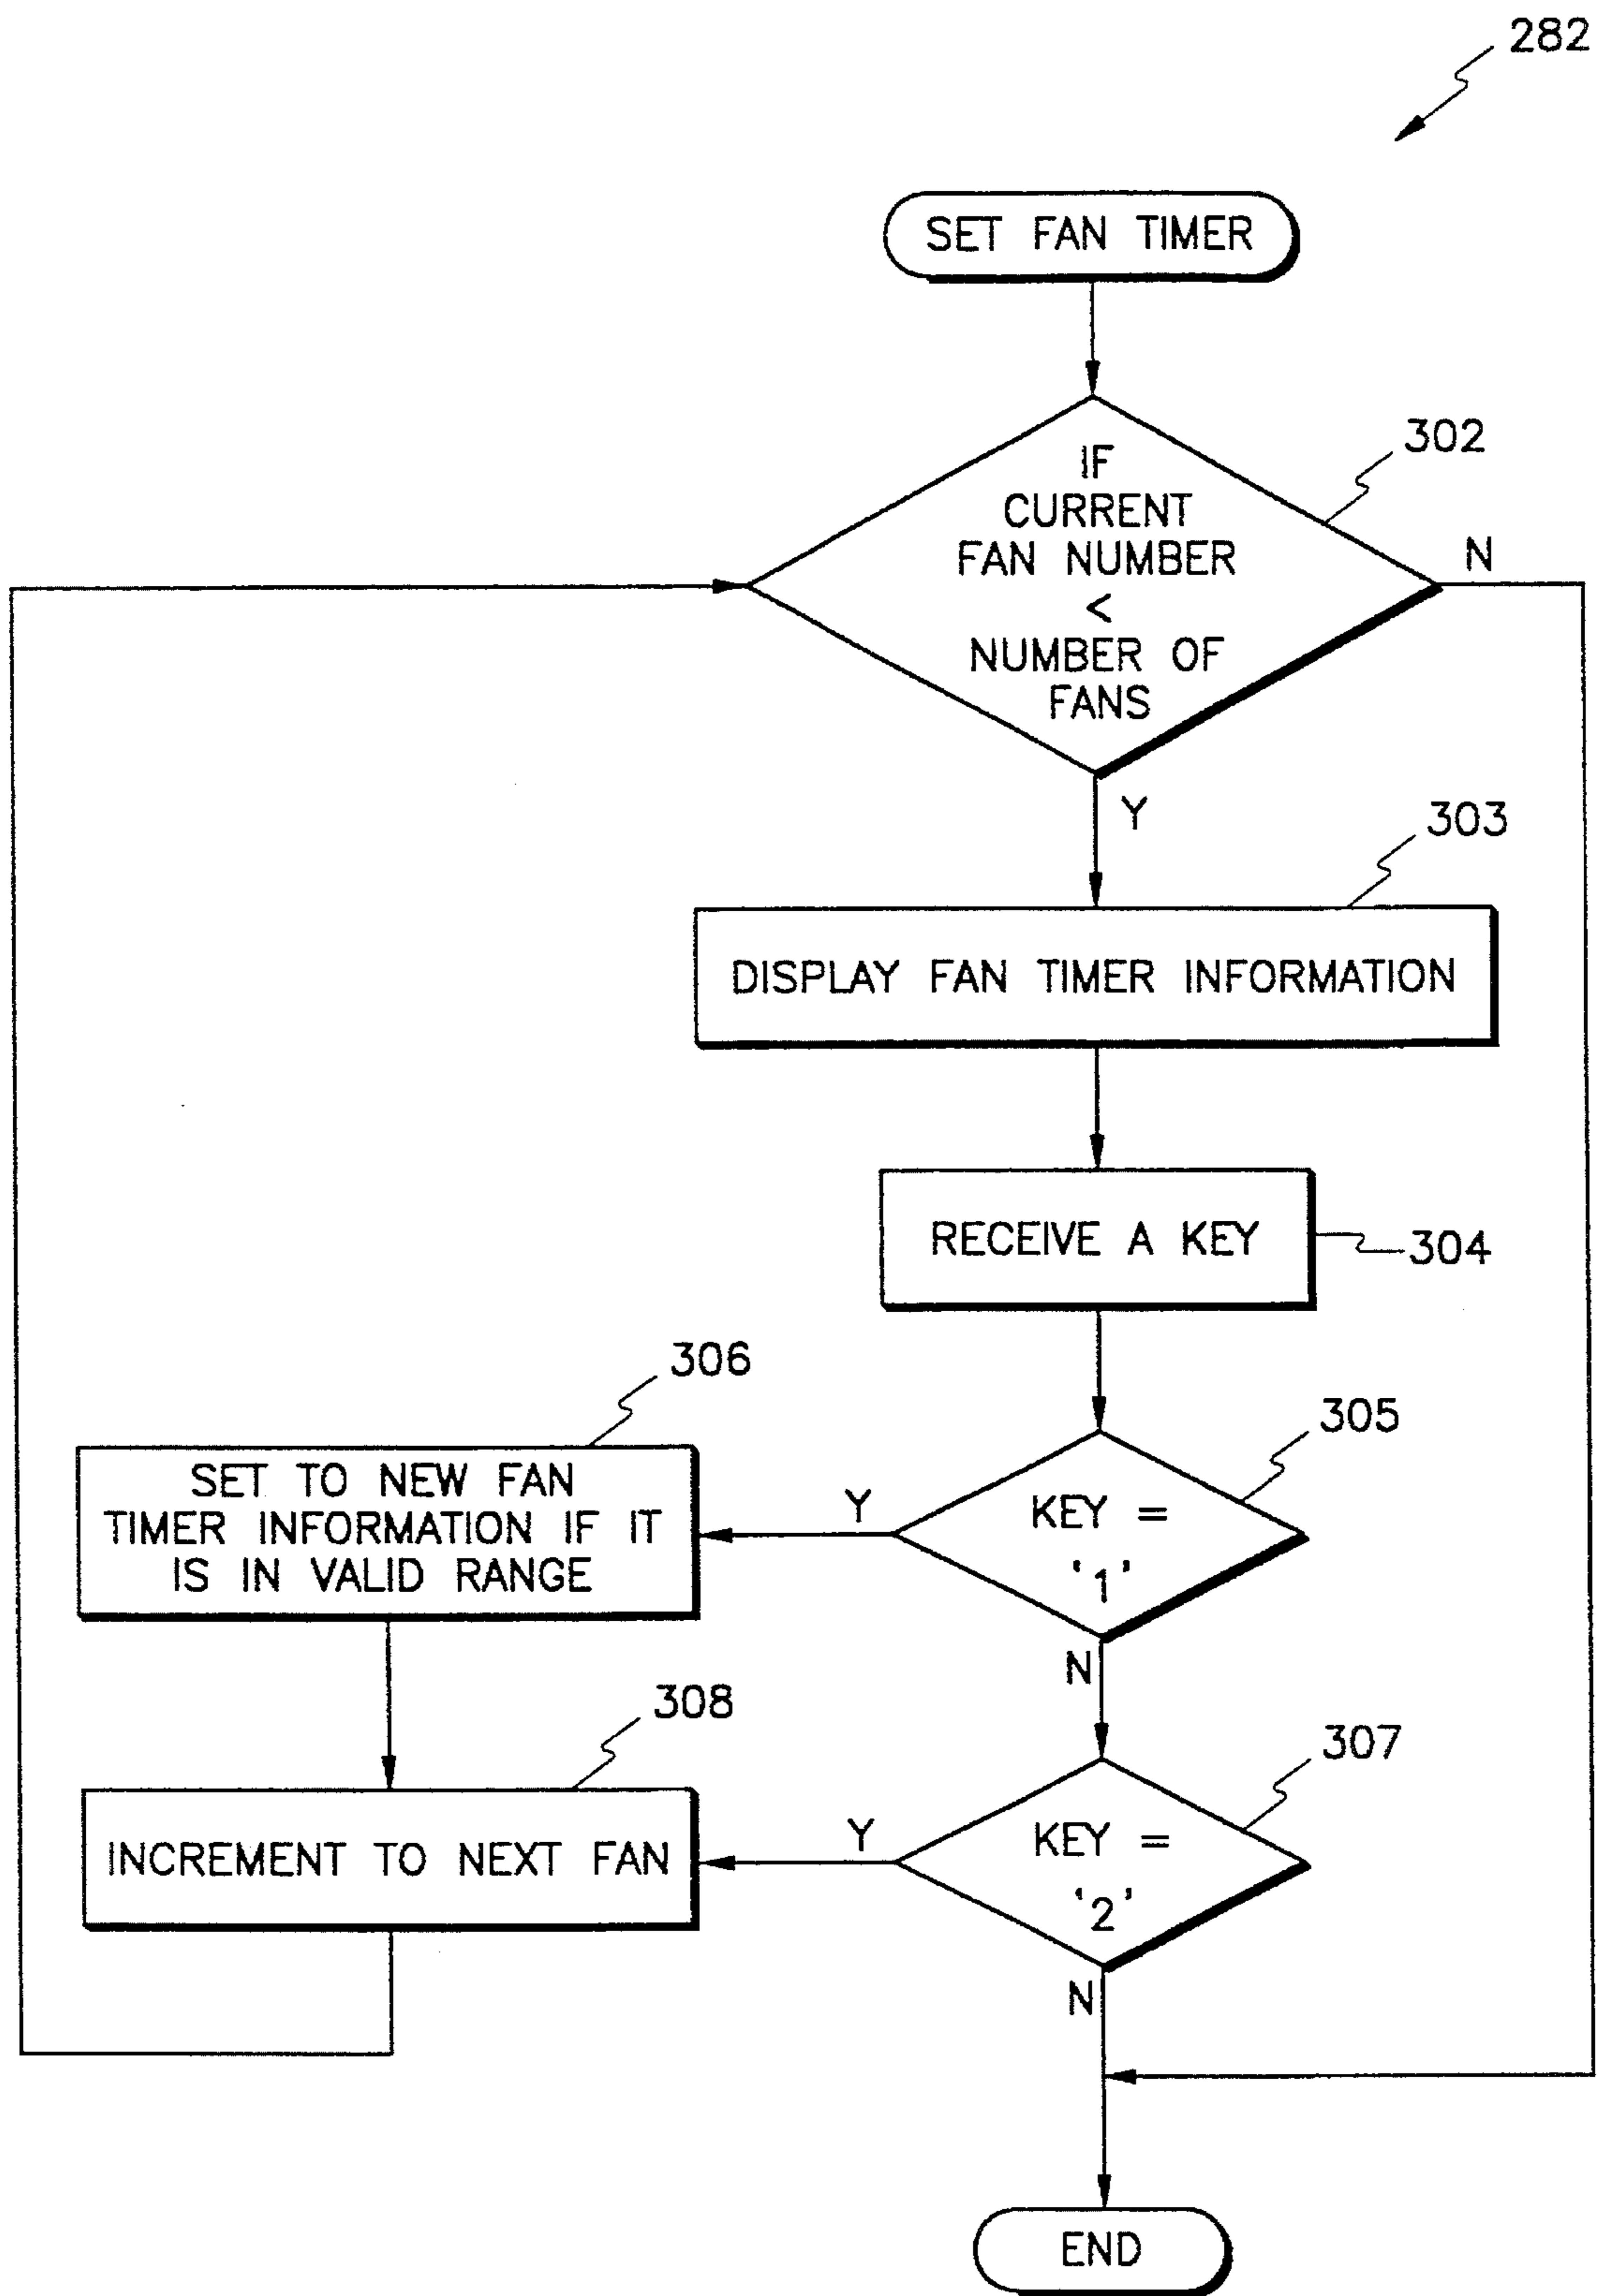 282
SET FAN TIMER
302
IF
CURRENT
FAN NUMBER
<
NUMBER OF
FANS
N
Y
303
DISPLAY FAN TIMER INFORMATION
RECEIVE A KEY
304
306
305
SET TO NEW FAN
TIMER INFORMATION IF IT
IS IN VALID RANGE
Y
KEY =
'1'
N
308
307
INCREMENT TO NEXT FAN
Y
KEY =
'2'
N
END